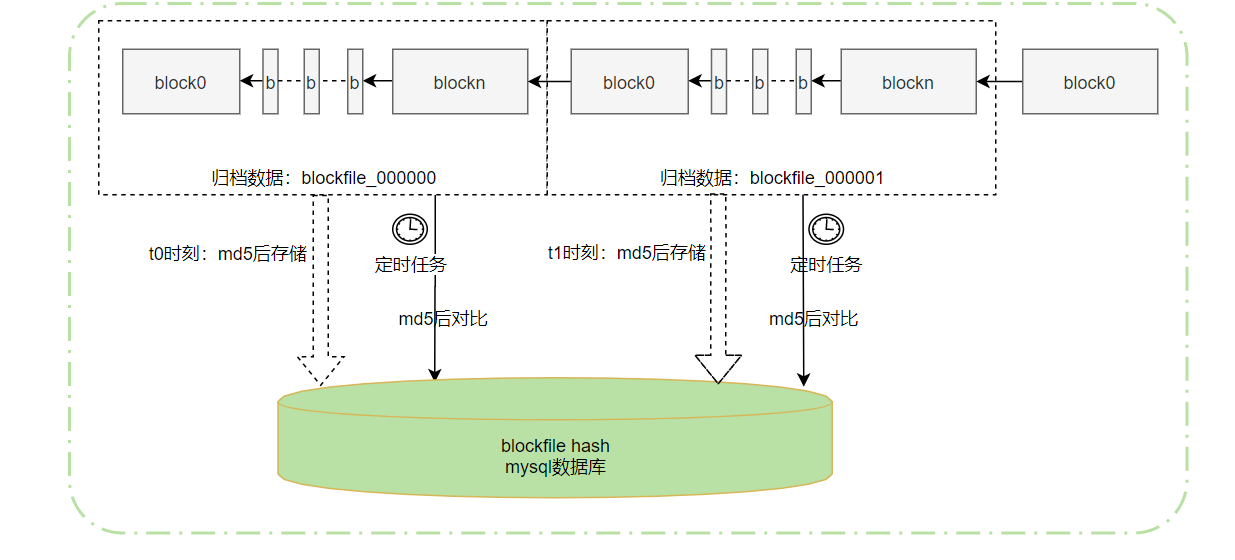 block0
b
b
b
blockn
block0
b
b
b
blockn
block0
归档数据：blockfile_000000
归档数据：blockfile_000001
t0时刻：md5后存储
定时任务
t1时刻：md5后存储
定时任务
md5后对比
md5后对比
blockfile hash
mysql数据库